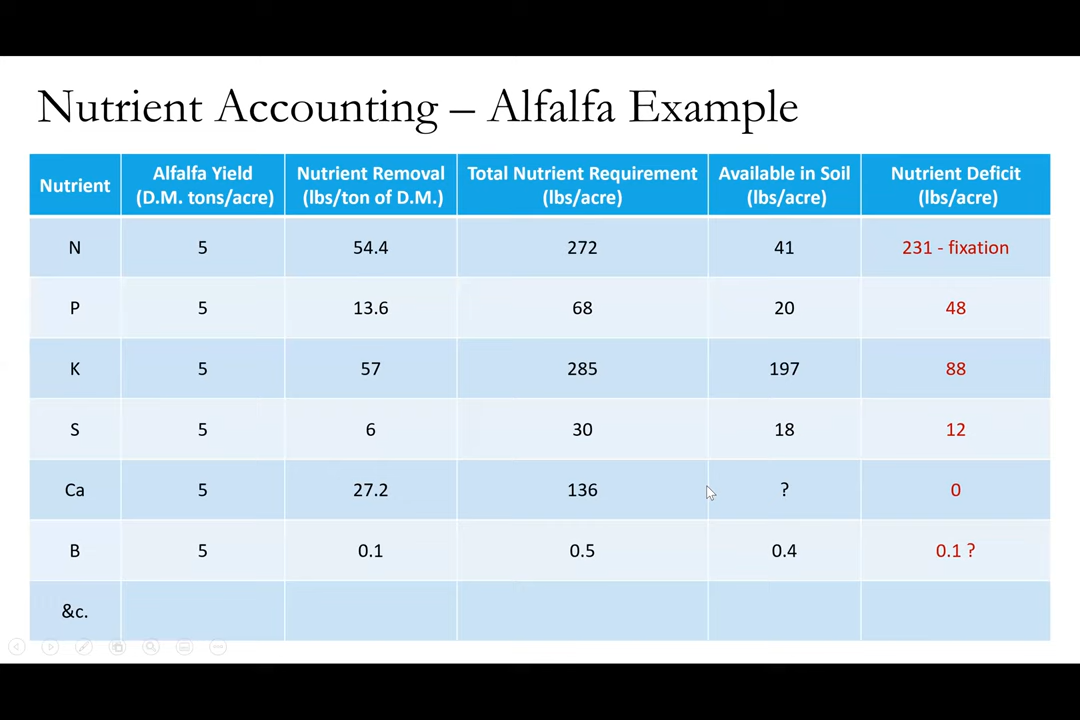 Nutrient Accounting – Alfalfa Example
Nutrient
Alfalfa Yield
(D.M. tons/acre)
Nutrient Removal
(lbs/ton of D.M.)
Total Nutrient Requirement
(lbs/acre)
Available in Soil
(lbs/acre)
Nutrient Deficit
(lbs/acre)
N 5 54.4 272 41 231 - fixation
P 5 13.6 68 20 48
K 5 57 285 197 88
S 5 6 30 18 12
Ca 5 27.2 136 ? 0
B 5 0.1 0.5 0.4 0.1 ?
&c.